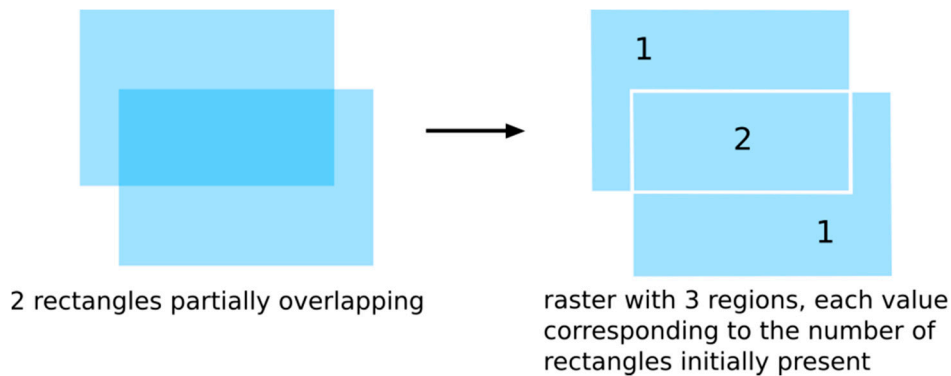 1
2
1
2 rectangles partially overlapping
raster with 3 regions, each value
corresponding to the number of
rectangles initially present